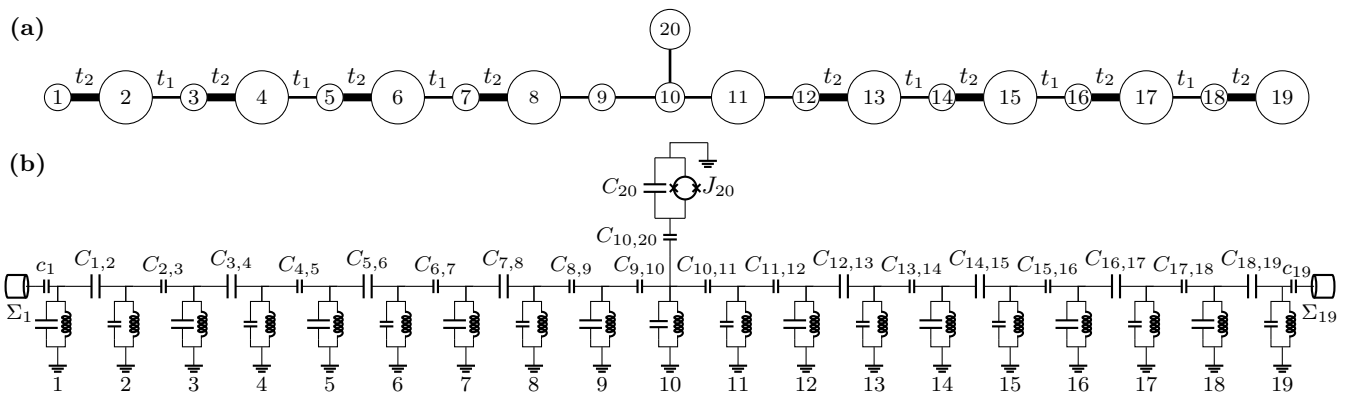 (a)
20
t₂ t₁ t₂ t₁ t₂ t₁ t₂ t₂ t₁ t₂ t₁ t₂ t₁ t₂
1 2 3 4 5 6 7 8 9 10 11 12 13 14 15 16 17 18 19
(b)
C₂₀ J₂₀
C₁₀,₂₀
c₁ C₁,₂ C₂,₃ C₃,₄ C₄,₅ C₅,₆ C₆,₇ C₇,₈ C₈,₉ C₉,₁₀ C₁₀,₁₁ C₁₁,₁₂ C₁₂,₁₃ C₁₃,₁₄ C₁₄,₁₅ C₁₅,₁₆ C₁₆,₁₇ C₁₇,₁₈ C₁₈,₁₉ c₁₉
Σ₁ Σ₁₉
1 2 3 4 5 6 7 8 9 10 11 12 13 14 15 16 17 18 19